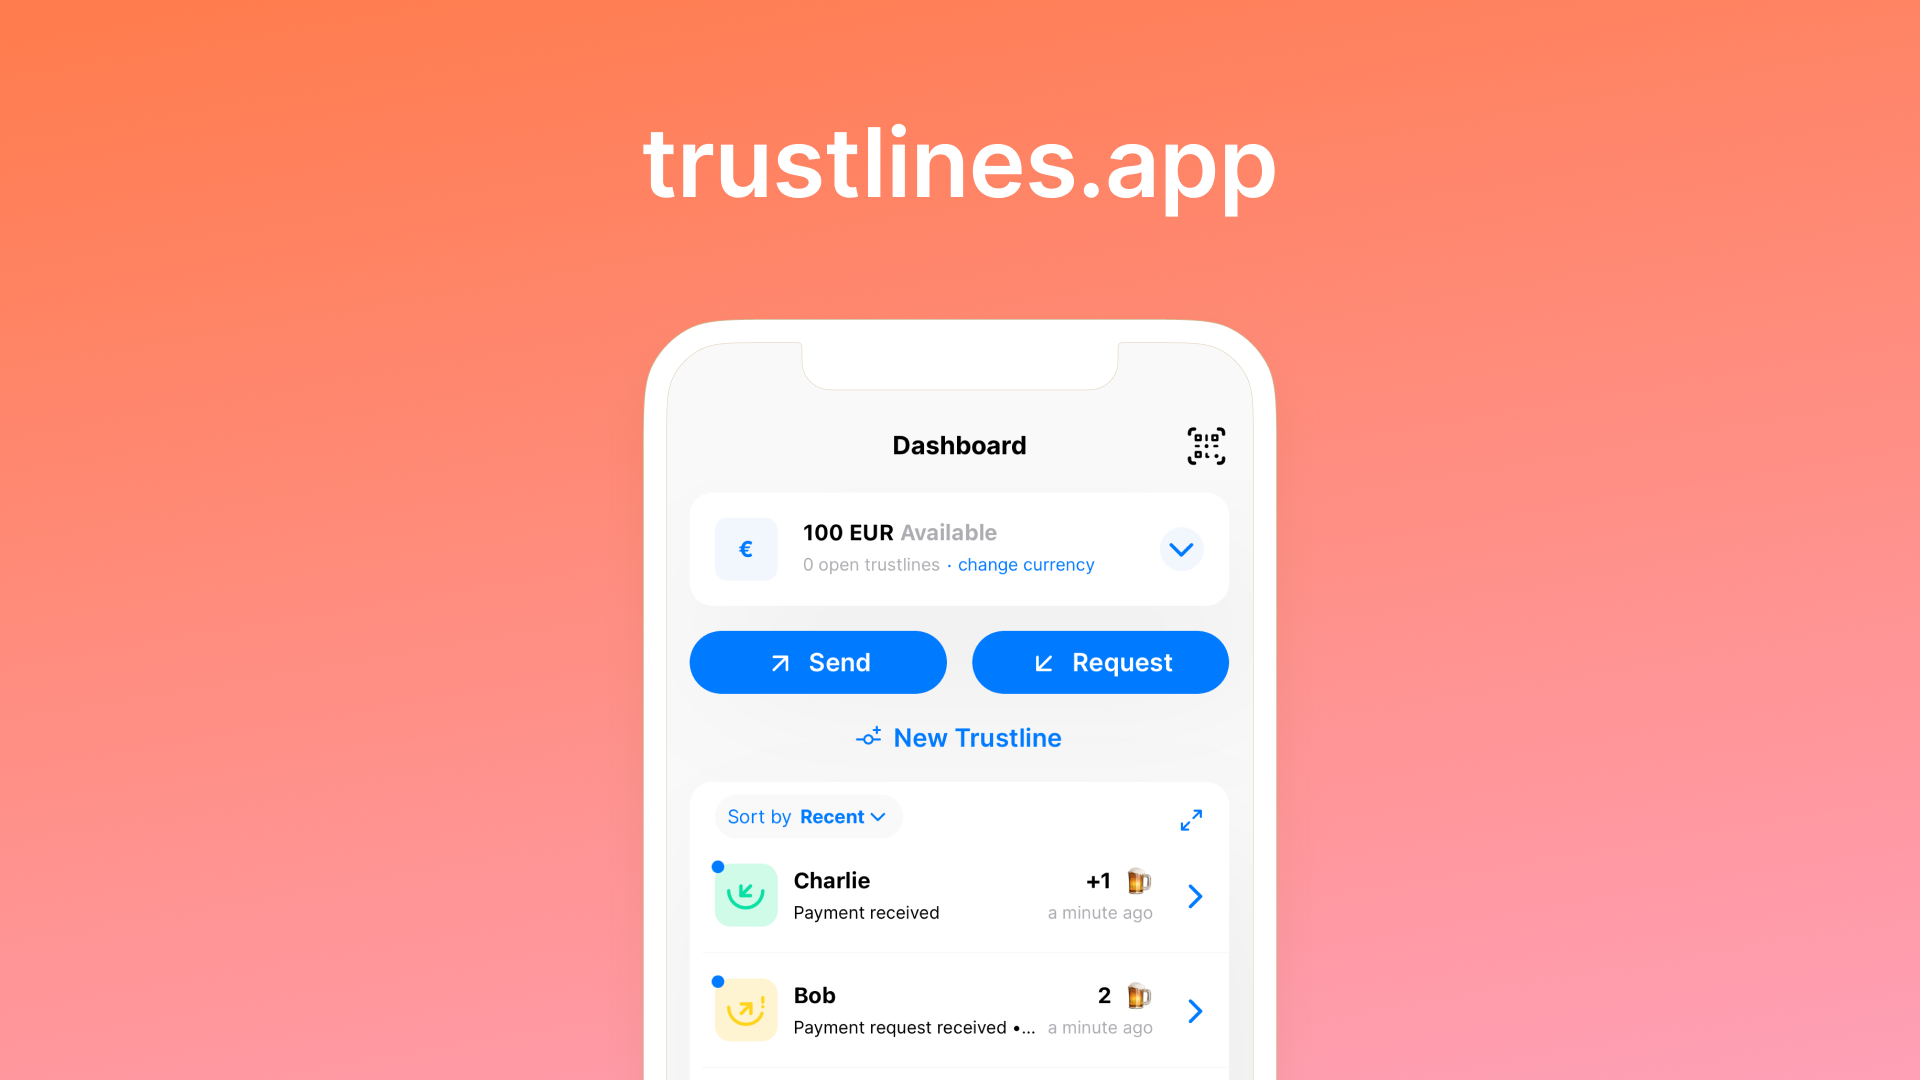 trustlines.app
Dashboard
€
100 EUR Available
0 open trustlines · change currency
Send
Request
New Trustline
Sort by Recent
Charlie
+1 🍺
Payment received
a minute ago
Bob
2 🍺
Payment request received •...
a minute ago